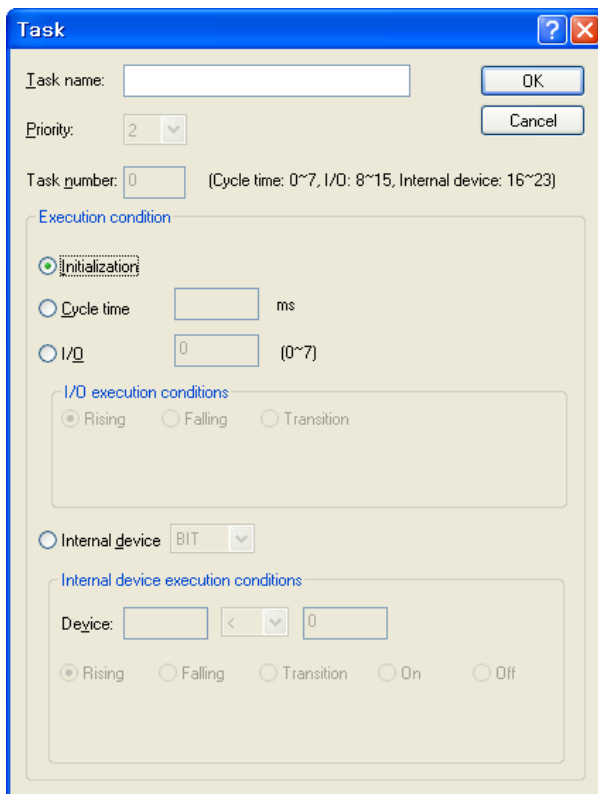 Task
Task name:
OK
Priority: 2
Cancel
Task number: 0 (Cycle time: 0~7, I/O: 8~15, Internal device: 16~23)
Execution condition
Initialization
Cycle time ms
I/O 0 (0~7)
I/O execution conditions
Rising Falling Transition
Internal device BIT
Internal device execution conditions
Device: < 0
Rising Falling Transition On Off